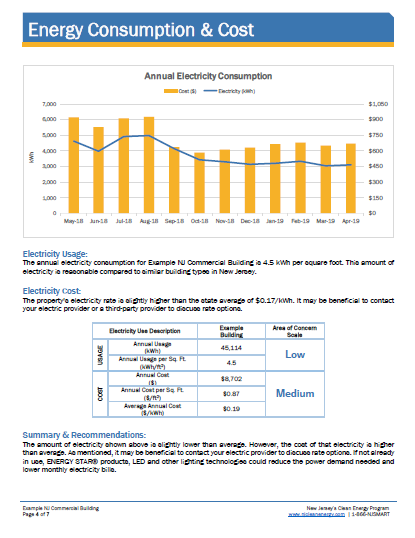 Energy Consumption & Cost
Annual Electricity Consumption
Cost ($) Electricity (kWh)
7,000 $1,050
6,000 $900
5,000 $750
4,000 $600
3,000 $450
2,000 $300
1,000 $150
0 $0
kWh
May-18 Jun-18 Jul-18 Aug-18 Sep-18 Oct-18 Nov-18 Dec-18 Jan-19 Feb-19 Mar-19 Apr-19
Electricity Usage:
The annual electricity consumption for Example NJ Commercial Building is 4.5 kWh per square foot. This amount of
electricity is reasonable compared to similar building types in New Jersey.
Electricity Cost:
The property's electricity rate is slightly higher than the state average of $0.17/kWh. It may be beneficial to contact
your electric provider or a third-party provider to discuss rate options.
Electricity Use Description Example Building Area of Concern Scale
USAGE
Annual Usage (kWh) 45,114 Low
Annual Usage per Sq. Ft. (kWh/ft²) 4.5
COST
Annual Cost ($) $8,702 Medium
Annual Cost per Sq. Ft. ($/ft²) $0.87
Average Annual Cost ($/kWh) $0.19
Summary & Recommendations:
The amount of electricity shown above is slightly lower than average. However, the cost of that electricity is higher
than average. As mentioned, it may be beneficial to contact your electric provider to discuss rate options. If not already
in use, ENERGY STAR® products, LED and other lighting technologies could reduce the power demand needed and
lower monthly electricity bills.
Example NJ Commercial Building New Jersey's Clean Energy Program
Page 4 of 7 www.njcleanenergy.com | 1-866-NJSMART